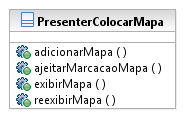 PresenterColocarMapa
adicionarMapa ( )
ajeitarMarcacaoMapa ( )
exibirMapa ( )
reexibirMapa ( )